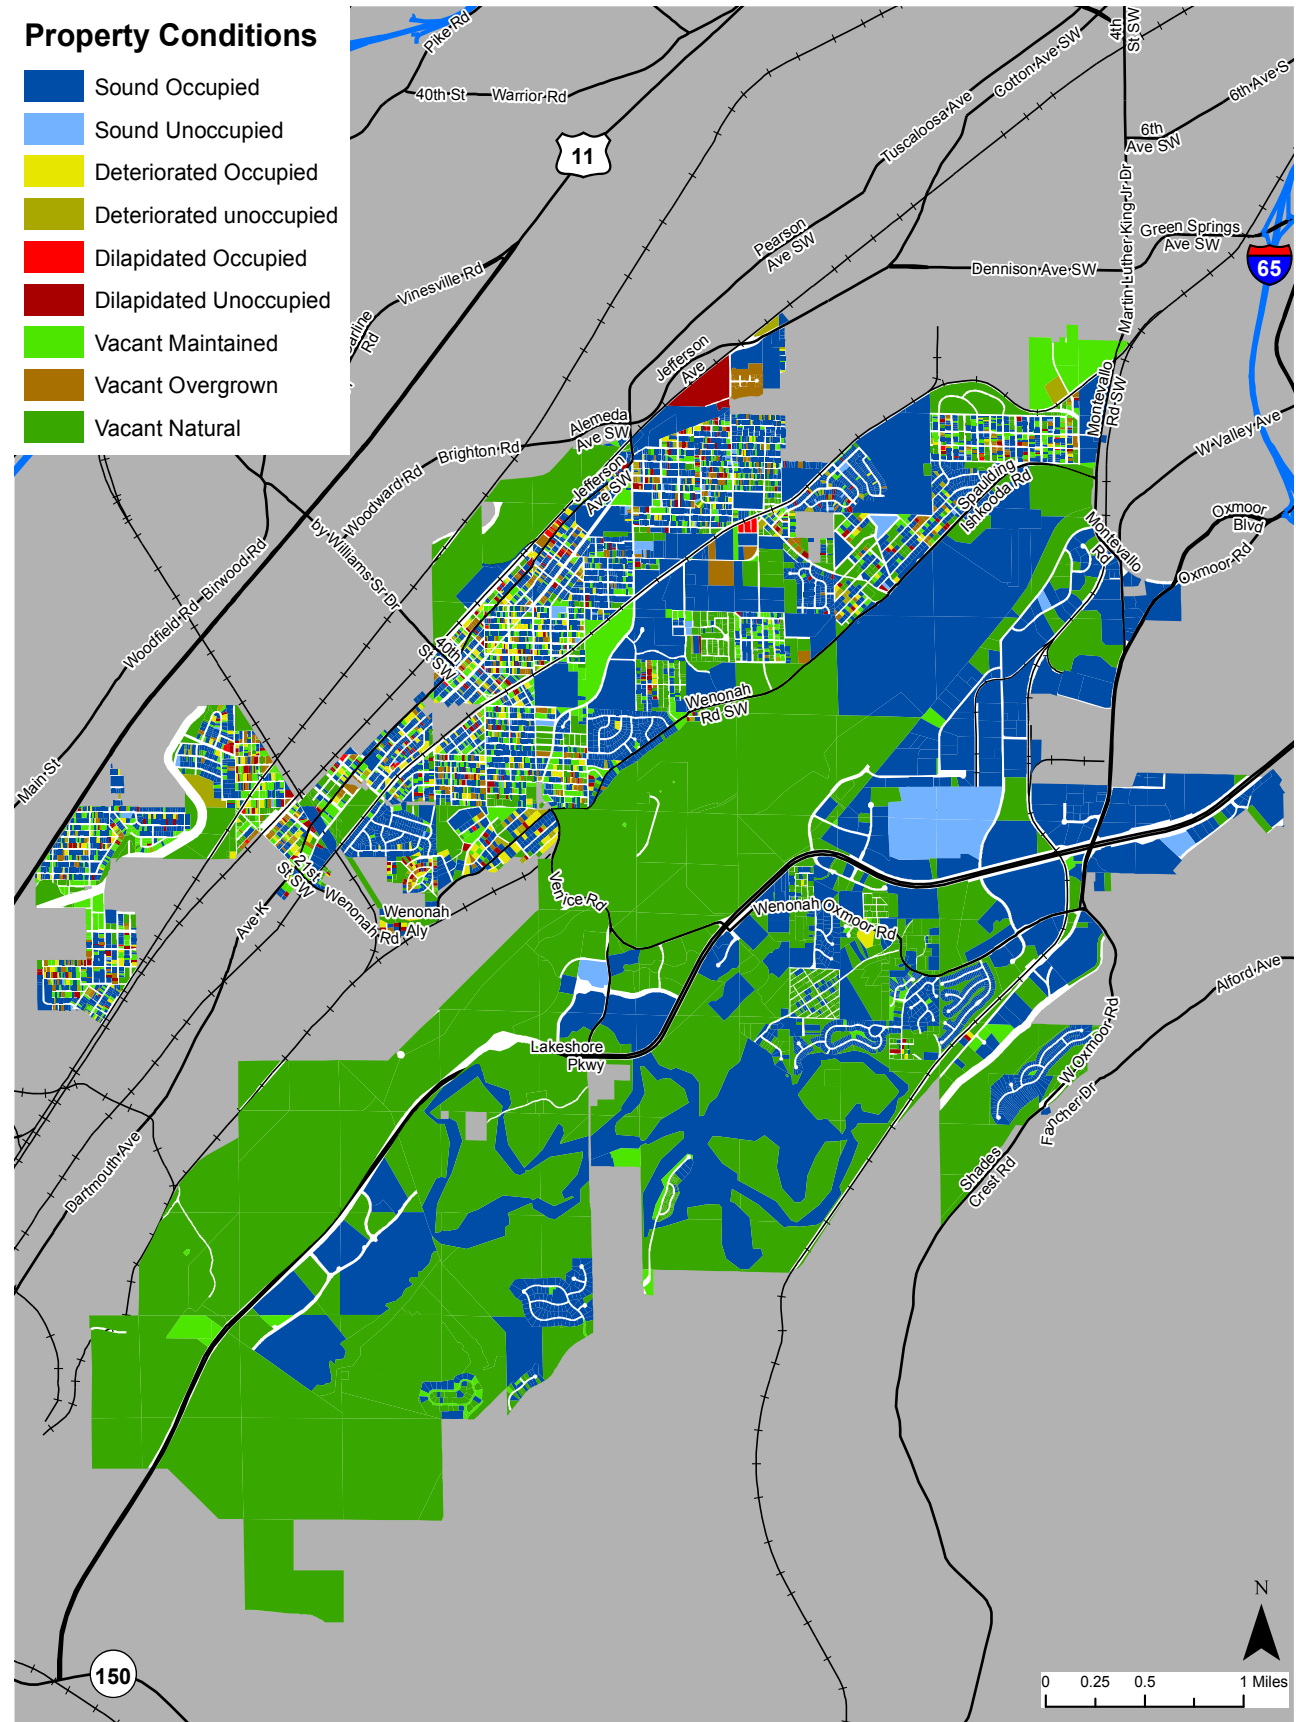 Property Conditions
Sound Occupied
Sound Unoccupied
Deteriorated Occupied
Deteriorated unoccupied
Dilapidated Occupied
Dilapidated Unoccupied
Vacant Maintained
Vacant Overgrown
Vacant Natural
Pike Rd
40th St
Warrior Rd
11
Vinesville Rd
Rd
Tuscaloosa Ave
Cotton Ave SW
4th
St SW
6th Ave S
6th
Ave SW
Pearson
Ave SW
Dennison Ave SW
Martin Luther King Jr Dr
Green Springs
Ave SW
65
Jefferson
Ave
Alameda
Ave SW
Brighton Rd
Woodward Rd
Jefferson
Ave SW
Montevallo
Rd SW
W Valley Ave
Spaulding
Ishkooda Rd
Oxmoor
Blvd
Oxmoor Rd
Montevallo
Rd
by Williams Sr Dr
Birwood Rd
Woodfield Rd
40th
St SW
Main St
Wenonah
Rd SW
21st
St SW
Wenonah Rd
Wenonah
Aly
Ave K
Venice Rd
Wenonah Oxmoor Rd
Lakeshore
Pkwy
Alford Ave
W Oxmoor Rd
Fancher Dr
Shades
Crest Rd
Dartmouth Ave
150
N
0 0.25 0.5 1 Miles